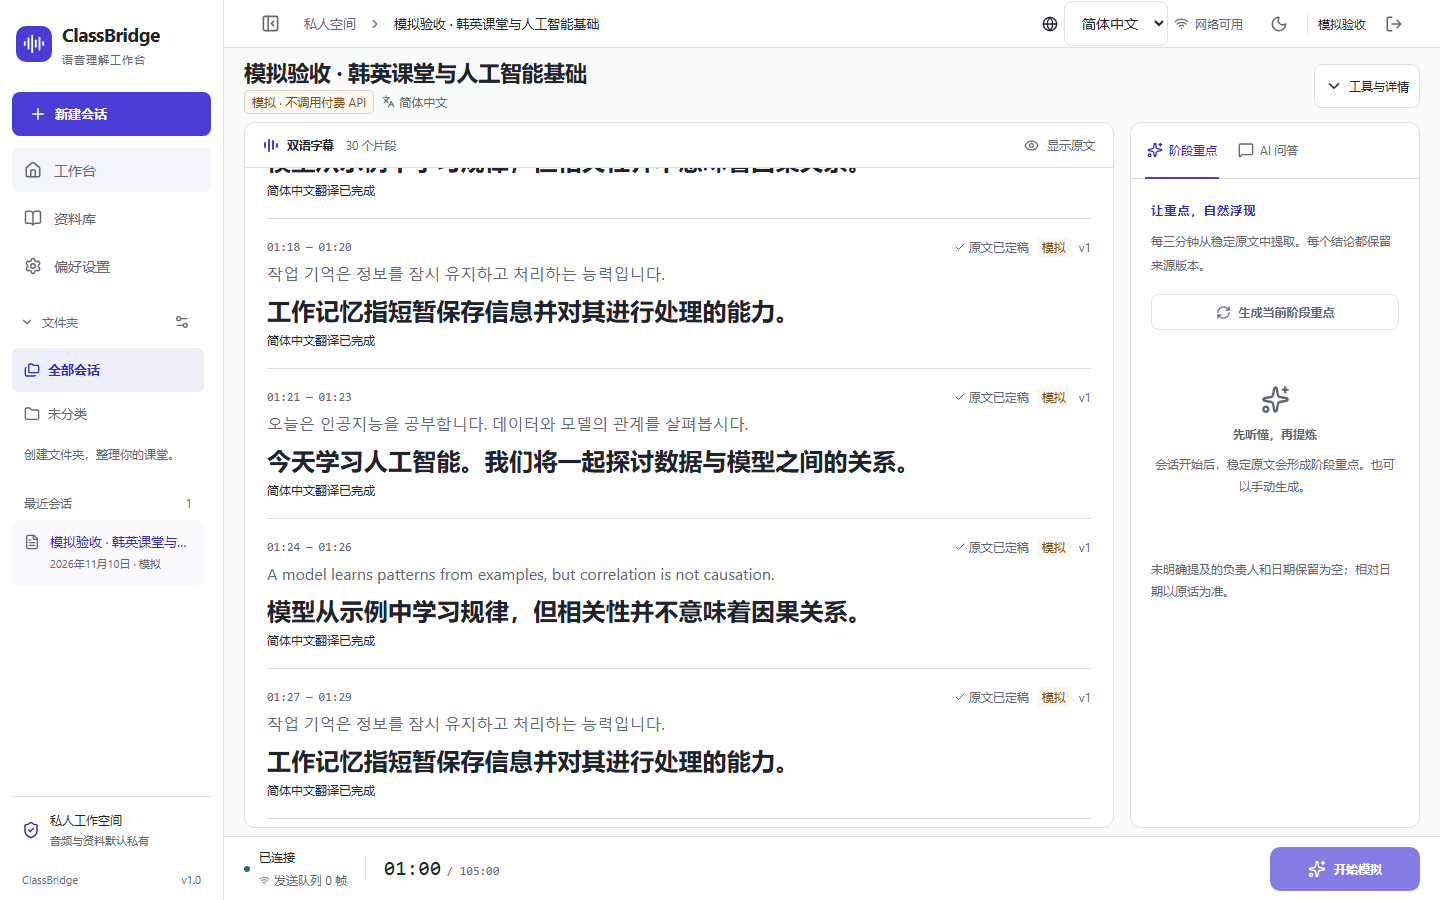 ClassBridge
语音理解工作台
新建会话
工作台
资料库
偏好设置
文件夹
全部会话
未分类
创建文件夹，整理你的课堂。
最近会话 1
模拟验收 · 韩英课堂与...
2026年11月10日 · 模拟
私人工作空间
音频与资料默认私有
ClassBridge v1.0
私人空间 > 模拟验收 · 韩英课堂与人工智能基础
简体中文 网络可用 模拟验收
模拟验收 · 韩英课堂与人工智能基础
模拟 · 不调用付费 API 简体中文
工具与详情
双语字幕 30 个片段 显示原文
模型从示例中学习规律，但相关性并不意味着因果关系。
简体中文翻译已完成
01:18 — 01:20 原文已定稿 模拟 v1
作업 기억은 정보를 잠시 유지하고 처리하는 능력입니다.
工作记忆指短暂保存信息并对其进行处理的能力。
简体中文翻译已完成
01:21 — 01:23 原文已定稿 模拟 v1
오늘은 인공지능을 공부합니다. 데이터와 모델의 관계를 살펴봅시다.
今天学习人工智能。我们将一起探讨数据与模型之间的关系。
简体中文翻译已完成
01:24 — 01:26 原文已定稿 模拟 v1
A model learns patterns from examples, but correlation is not causation.
模型从示例中学习规律，但相关性并不意味着因果关系。
简体中文翻译已完成
01:27 — 01:29 原文已定稿 模拟 v1
작업 기억은 정보를 잠시 유지하고 처리하는 능력입니다.
工作记忆指短暂保存信息并对其进行处理的能力。
简体中文翻译已完成
阶段重点 AI 问答
让重点，自然浮现
每三分钟从稳定原文中提取。每个结论都保留
来源版本。
生成当前阶段重点
先听懂，再提炼
会话开始后，稳定原文会形成阶段重点。也可
以手动生成。
未明确提及的负责人和日期保留为空；相对日
期以原话为准。
已连接
发送队列 0 帧
01:00 / 105:00
开始模拟